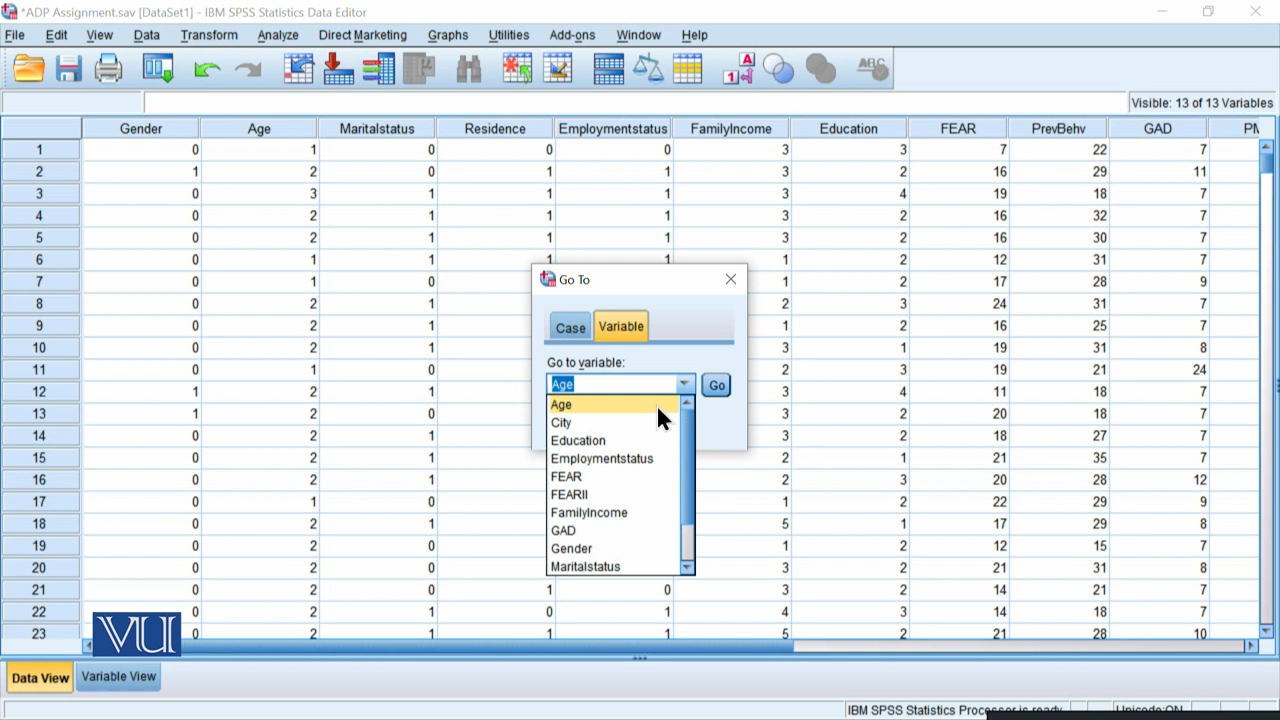 *ADP Assignment.sav [DataSet1] - IBM SPSS Statistics Data Editor
File Edit View Data Transform Analyze Direct Marketing Graphs Utilities Add-ons Window Help
Visible: 13 of 13 Variables
Gender Age Maritalstatus Residence Employmentstatus FamilyIncome Education FEAR PrevBehv GAD
1 0 1 0 0 0 3 3 7 22 7
2 1 2 0 1 1 3 2 16 29 11
3 0 3 1 1 1 3 4 19 18 7
4 0 2 1 1 1 3 2 16 32 7
5 0 2 1 1 1 3 2 16 30 7
6 0 1 1 1 1 1 2 12 31 7
7 0 1 0 1 2 17 28 9
8 0 2 1 2 3 24 31 7
9 0 2 1 1 2 16 25 7
10 0 2 1 3 1 19 31 8
11 0 1 0 2 3 19 21 24
12 1 2 1 3 4 11 18 7
13 1 2 0 3 2 20 18 7
14 0 2 1 3 2 18 27 7
15 0 2 1 2 1 21 35 7
16 0 2 1 2 3 20 28 12
17 0 1 0 1 2 22 29 9
18 0 2 1 5 1 17 29 8
19 0 2 0 1 2 12 15 7
20 0 2 0 3 2 21 31 8
21 0 2 0 1 0 3 2 14 21 7
22 0 2 1 0 1 4 3 14 18 7
23 0 2 1 1 1 5 2 21 28 10
Go To
Case Variable
Go to variable:
Age Go
Age
City
Education
Employmentstatus
FEAR
FEARII
FamilyIncome
GAD
Gender
Maritalstatus
VU
Data View Variable View
IBM SPSS Statistics Processor is ready Unicode:ON